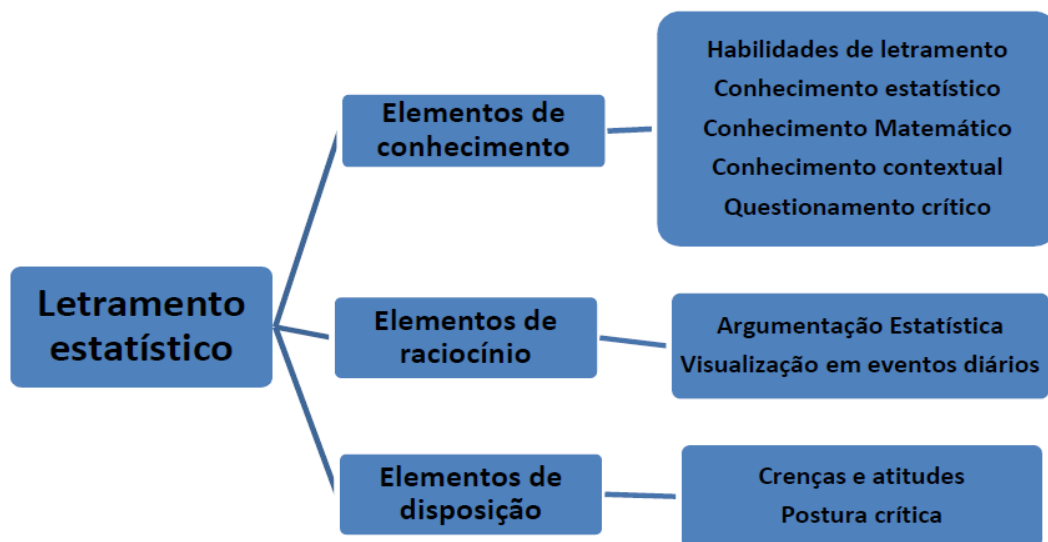 Letramento
estatístico
Elementos de
conhecimento
Habilidades de letramento
Conhecimento estatístico
Conhecimento Matemático
Conhecimento contextual
Questionamento crítico
Elementos de
raciocínio
Argumentação Estatística
Visualização em eventos diários
Elementos de
disposição
Crenças e atitudes
Postura crítica